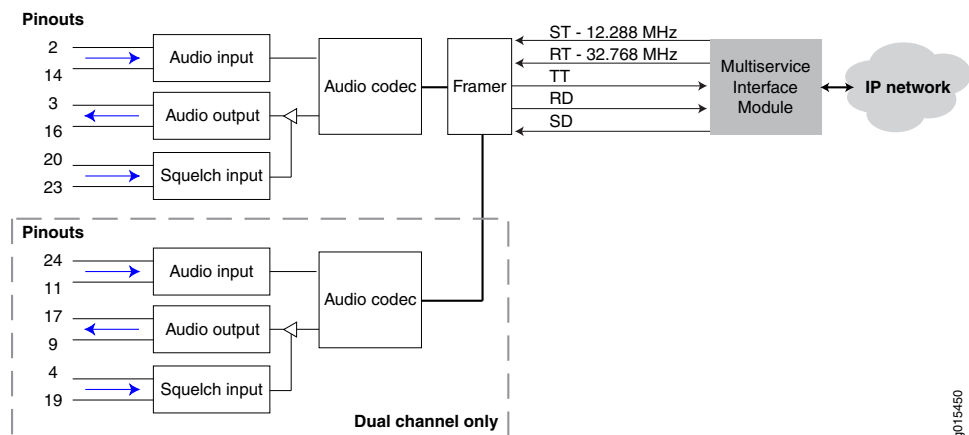 Pinouts
2
14
Audio input
3
16
Audio output
20
23
Squelch input
Audio codec
Framer
ST - 12.288 MHz
RT - 32.768 MHz
TT
RD
SD
Multiservice
Interface
Module
IP network
Pinouts
24
11
Audio input
17
9
Audio output
4
19
Squelch input
Audio codec
Dual channel only
g015450